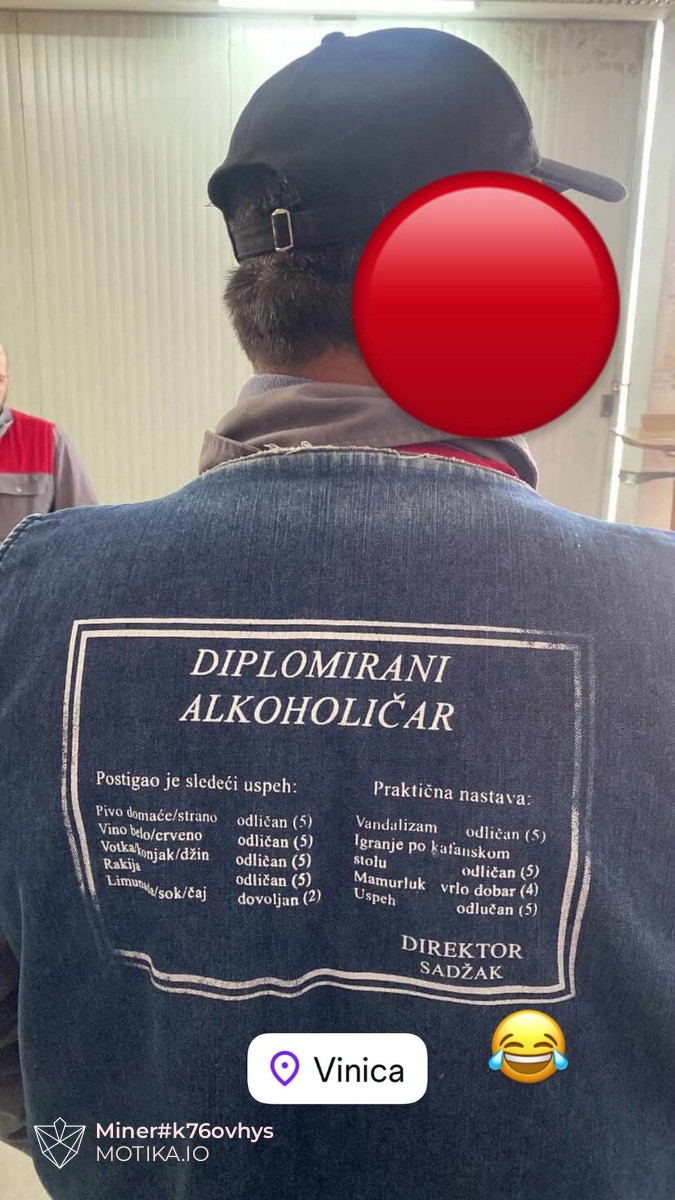 DIPLOMIRANI
ALKOHOLIČAR
Postigao je sledeći uspeh:
Pivo domaće/strano odličan (5)
Vino belo/crveno odličan (5)
Votka/konjak/džin odličan (5)
Rakija odličan (5)
Limunada/sok/čaj dovoljan (2)
Praktična nastava:
Vandalizam odličan (5)
Igranje po kafanskom
stolu odličan (5)
Mamurluk vrlo dobar (4)
Uspeh odlučan (5)
DIREKTOR
SADŽAK
Vinica
Miner#k76ovhys
MOTIKA.IO